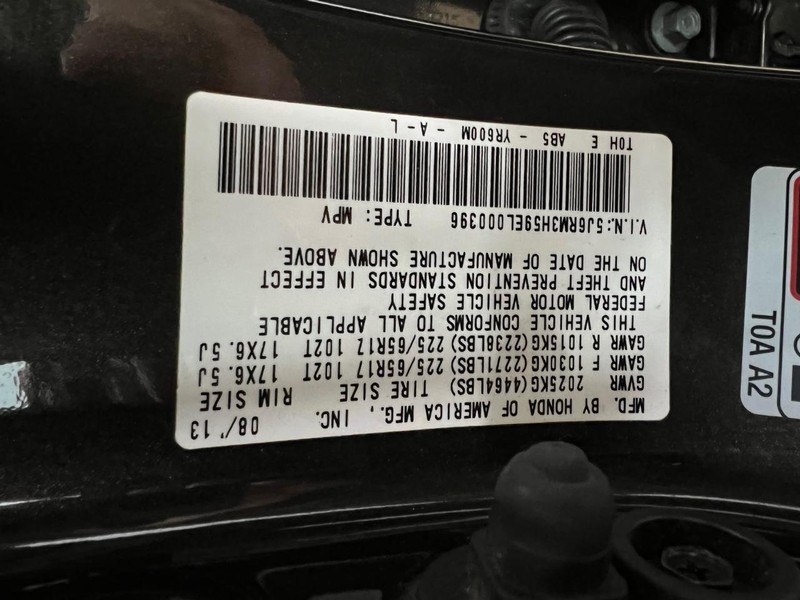 MFD. BY HONDA OF AMERICA MFG., INC. 08/'13
GVWR 2025KG(4464LBS) TIRE SIZE RIM SIZE
GAWR F 1030KG(2271LBS) 225/65R17 102T 17X6.5J
GAWR R 1015KG(2238LBS) 225/65R17 102T 17X6.5J
THIS VEHICLE CONFORMS TO ALL APPLICABLE
FEDERAL MOTOR VEHICLE SAFETY
AND THEFT PREVENTION STANDARDS IN EFFECT
ON THE DATE OF MANUFACTURE SHOWN ABOVE.
V.I.N:5J6RM3H59EL000396 TYPE: MPV
T0H E AB5 - YR600M - A - L
T0A A2